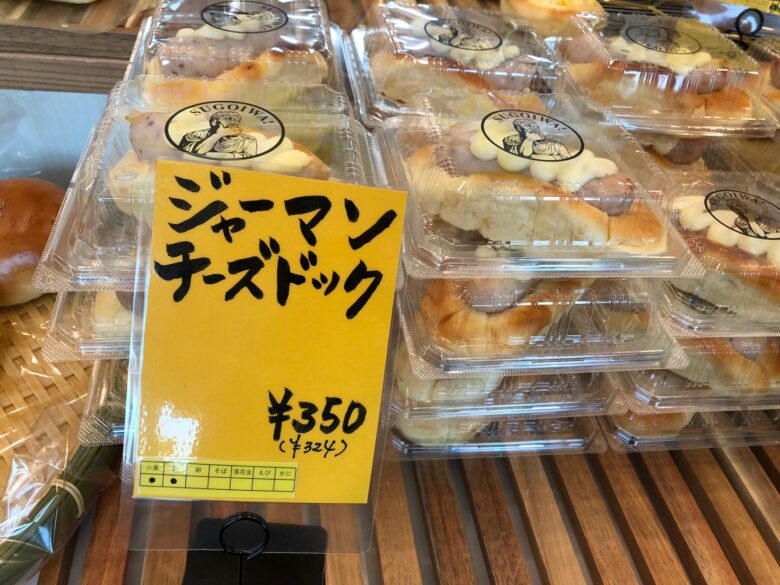 SUGOIWA!
SUGOIWA!
ジャーマン
チーズドック
¥350
(¥324)
小麦 卵 そば 落花生 えび かに
● ●